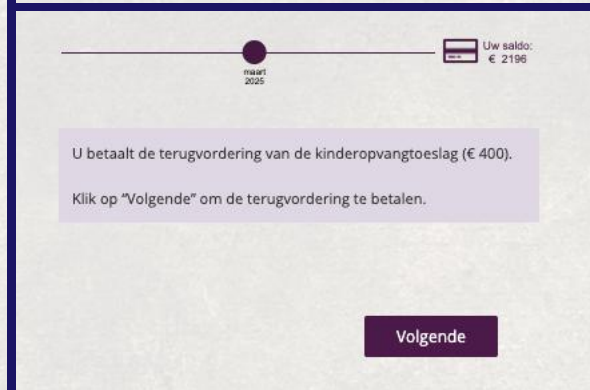 Uw saldo:
€ 2196
maart
2025
U betaalt de terugvordering van de kinderopvangtoeslag (€ 400).
Klik op “Volgende” om de terugvordering te betalen.
Volgende